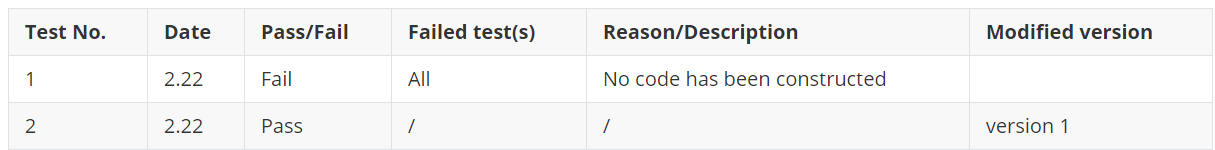 Test No. Date Pass/Fail Failed test(s) Reason/Description Modified version
1 2.22 Fail All No code has been constructed
2 2.22 Pass / / version 1